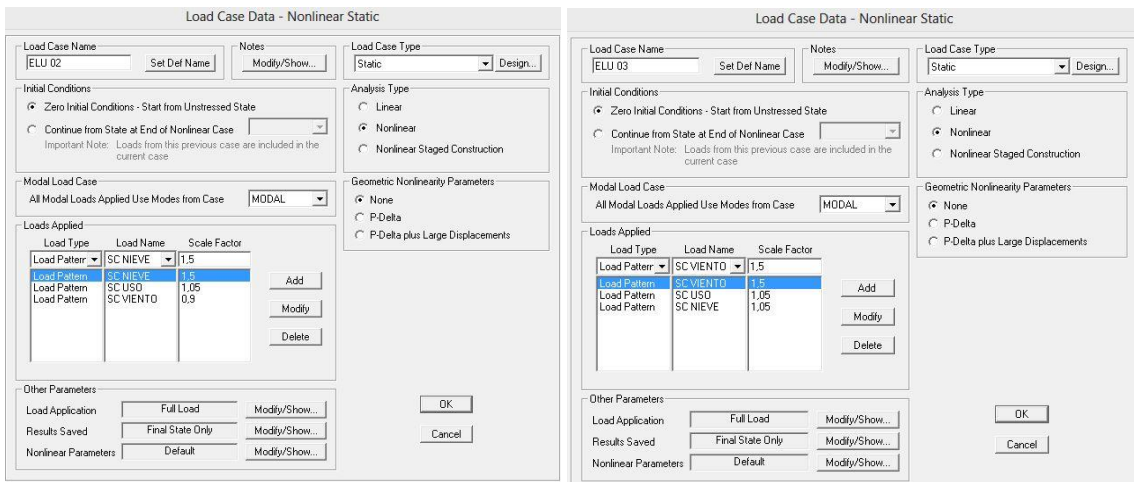 Load Case Data - Nonlinear Static
Load Case Name
ELU 02
Set Def Name
Notes
Modify/Show...
Load Case Type
Static
Design...
Initial Conditions
Zero Initial Conditions - Start from Unstressed State
Continue from State at End of Nonlinear Case
Important Note: Loads from this previous case are included in the
current case
Analysis Type
Linear
Nonlinear
Nonlinear Staged Construction
Modal Load Case
All Modal Loads Applied Use Modes from Case
MODAL
Geometric Nonlinearity Parameters
None
P-Delta
P-Delta plus Large Displacements
Loads Applied
Load Type Load Name Scale Factor
Load Pattern SC NIEVE 1,5
Load Pattern SC NIEVE 1,5
Load Pattern SC USO 1,05
Load Pattern SC VIENTO 0,9
Add
Modify
Delete
Other Parameters
Load Application Full Load Modify/Show...
Results Saved Final State Only Modify/Show...
Nonlinear Parameters Default Modify/Show...
OK
Cancel
Load Case Data - Nonlinear Static
Load Case Name
ELU 03
Set Def Name
Notes
Modify/Show...
Load Case Type
Static
Design...
Initial Conditions
Zero Initial Conditions - Start from Unstressed State
Continue from State at End of Nonlinear Case
Important Note: Loads from this previous case are included in the
current case
Analysis Type
Linear
Nonlinear
Nonlinear Staged Construction
Modal Load Case
All Modal Loads Applied Use Modes from Case
MODAL
Geometric Nonlinearity Parameters
None
P-Delta
P-Delta plus Large Displacements
Loads Applied
Load Type Load Name Scale Factor
Load Pattern SC VIENTO 1,5
Load Pattern SC VIENTO 1,5
Load Pattern SC USO 1,05
Load Pattern SC NIEVE 1,05
Add
Modify
Delete
Other Parameters
Load Application Full Load Modify/Show...
Results Saved Final State Only Modify/Show...
Nonlinear Parameters Default Modify/Show...
OK
Cancel